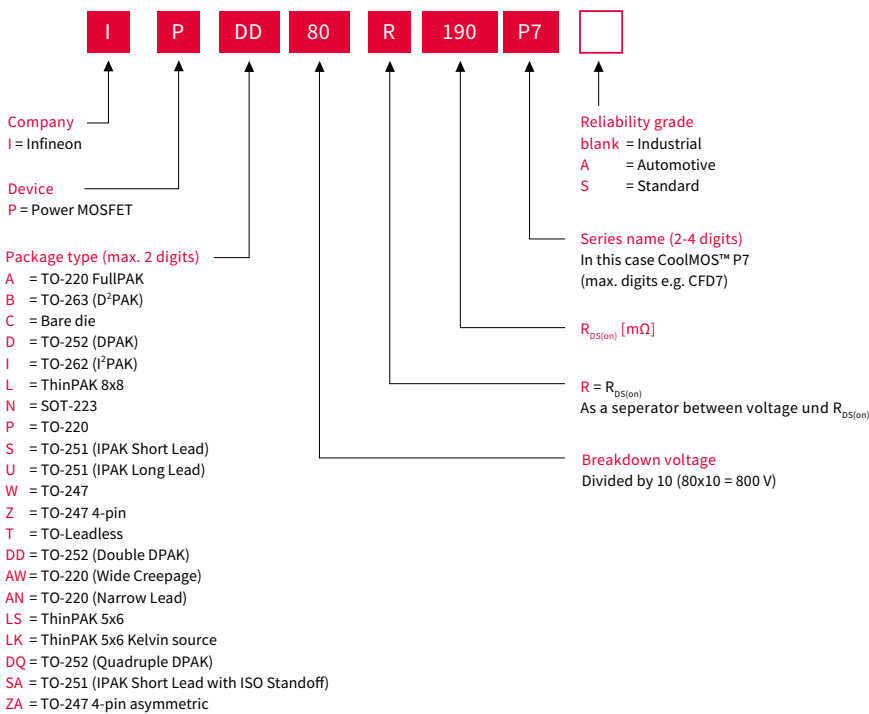 I P DD 80 R 190 P7
Company
I = Infineon
Device
P = Power MOSFET
Package type (max. 2 digits)
A = TO-220 FullPAK
B = TO-263 (D²PAK)
C = Bare die
D = TO-252 (DPAK)
I = TO-262 (I²PAK)
L = ThinPAK 8x8
N = SOT-223
P = TO-220
S = TO-251 (IPAK Short Lead)
U = TO-251 (IPAK Long Lead)
W = TO-247
Z = TO-247 4-pin
T = TO-Leadless
DD = TO-252 (Double DPAK)
AW = TO-220 (Wide Creepage)
AN = TO-220 (Narrow Lead)
LS = ThinPAK 5x6
LK = ThinPAK 5x6 Kelvin source
DQ = TO-252 (Quadruple DPAK)
SA = TO-251 (IPAK Short Lead with ISO Standoff)
ZA = TO-247 4-pin asymmetric
Reliability grade
blank = Industrial
A = Automotive
S = Standard
Series name (2-4 digits)
In this case CoolMOS™ P7
(max. digits e.g. CFD7)
RDS(on) [mΩ]
R = RDS(on)
As a seperator between voltage und RDS(on)
Breakdown voltage
Divided by 10 (80x10 = 800 V)